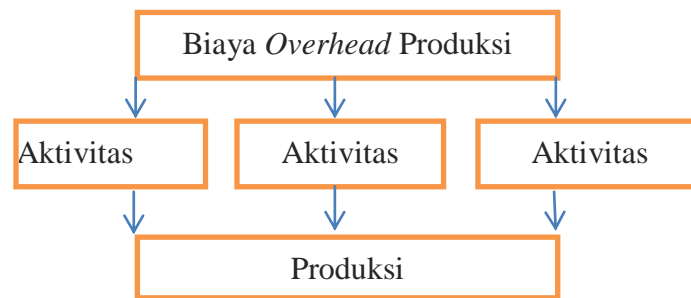 Biaya Overhead Produksi
Aktivitas
Aktivitas
Aktivitas
Produksi